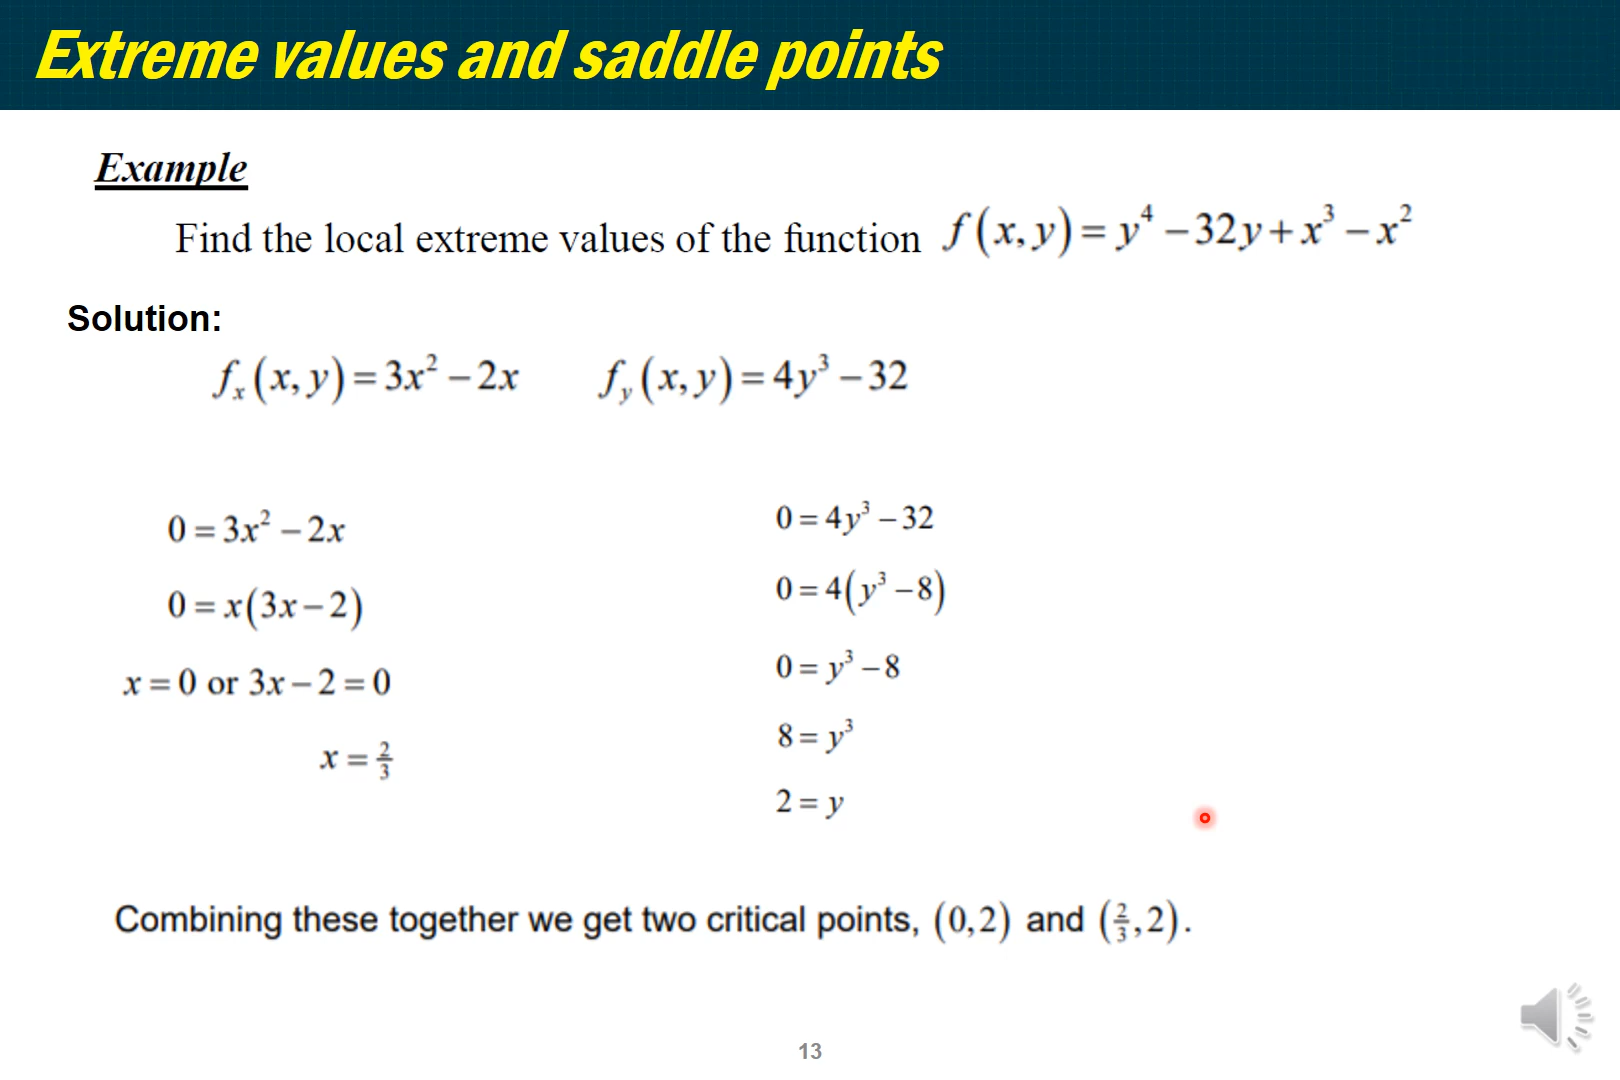 Extreme values and saddle points
Example
Find the local extreme values of the function f(x, y) = y⁴ − 32y + x³ − x²
Solution:
fₓ(x, y) = 3x² − 2x    f_y(x, y) = 4y³ − 32
0 = 3x² − 2x
0 = x(3x − 2)
x = 0 or 3x − 2 = 0
x = 2/3
0 = 4y³ − 32
0 = 4(y³ − 8)
0 = y³ − 8
8 = y³
2 = y
Combining these together we get two critical points, (0, 2) and (2/3, 2).
13